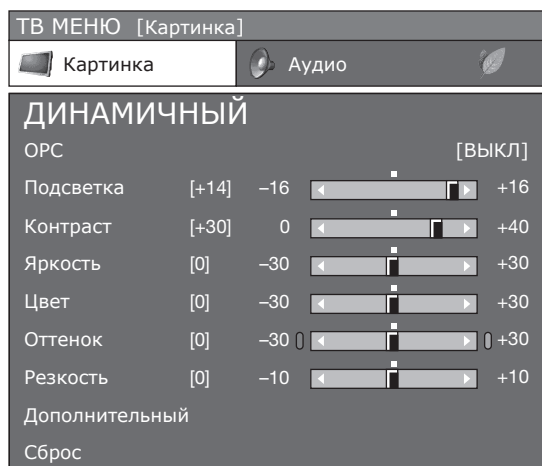 ТВ МЕНЮ [Картинка]
Картинка Аудио
ДИНАМИЧНЫЙ
OPC [ВЫКЛ]
Подсветка [+14] –16 +16
Контраст [+30] 0 +40
Яркость [0] –30 +30
Цвет [0] –30 +30
Оттенок [0] –30 +30
Резкость [0] –10 +10
Дополнительный
Сброс